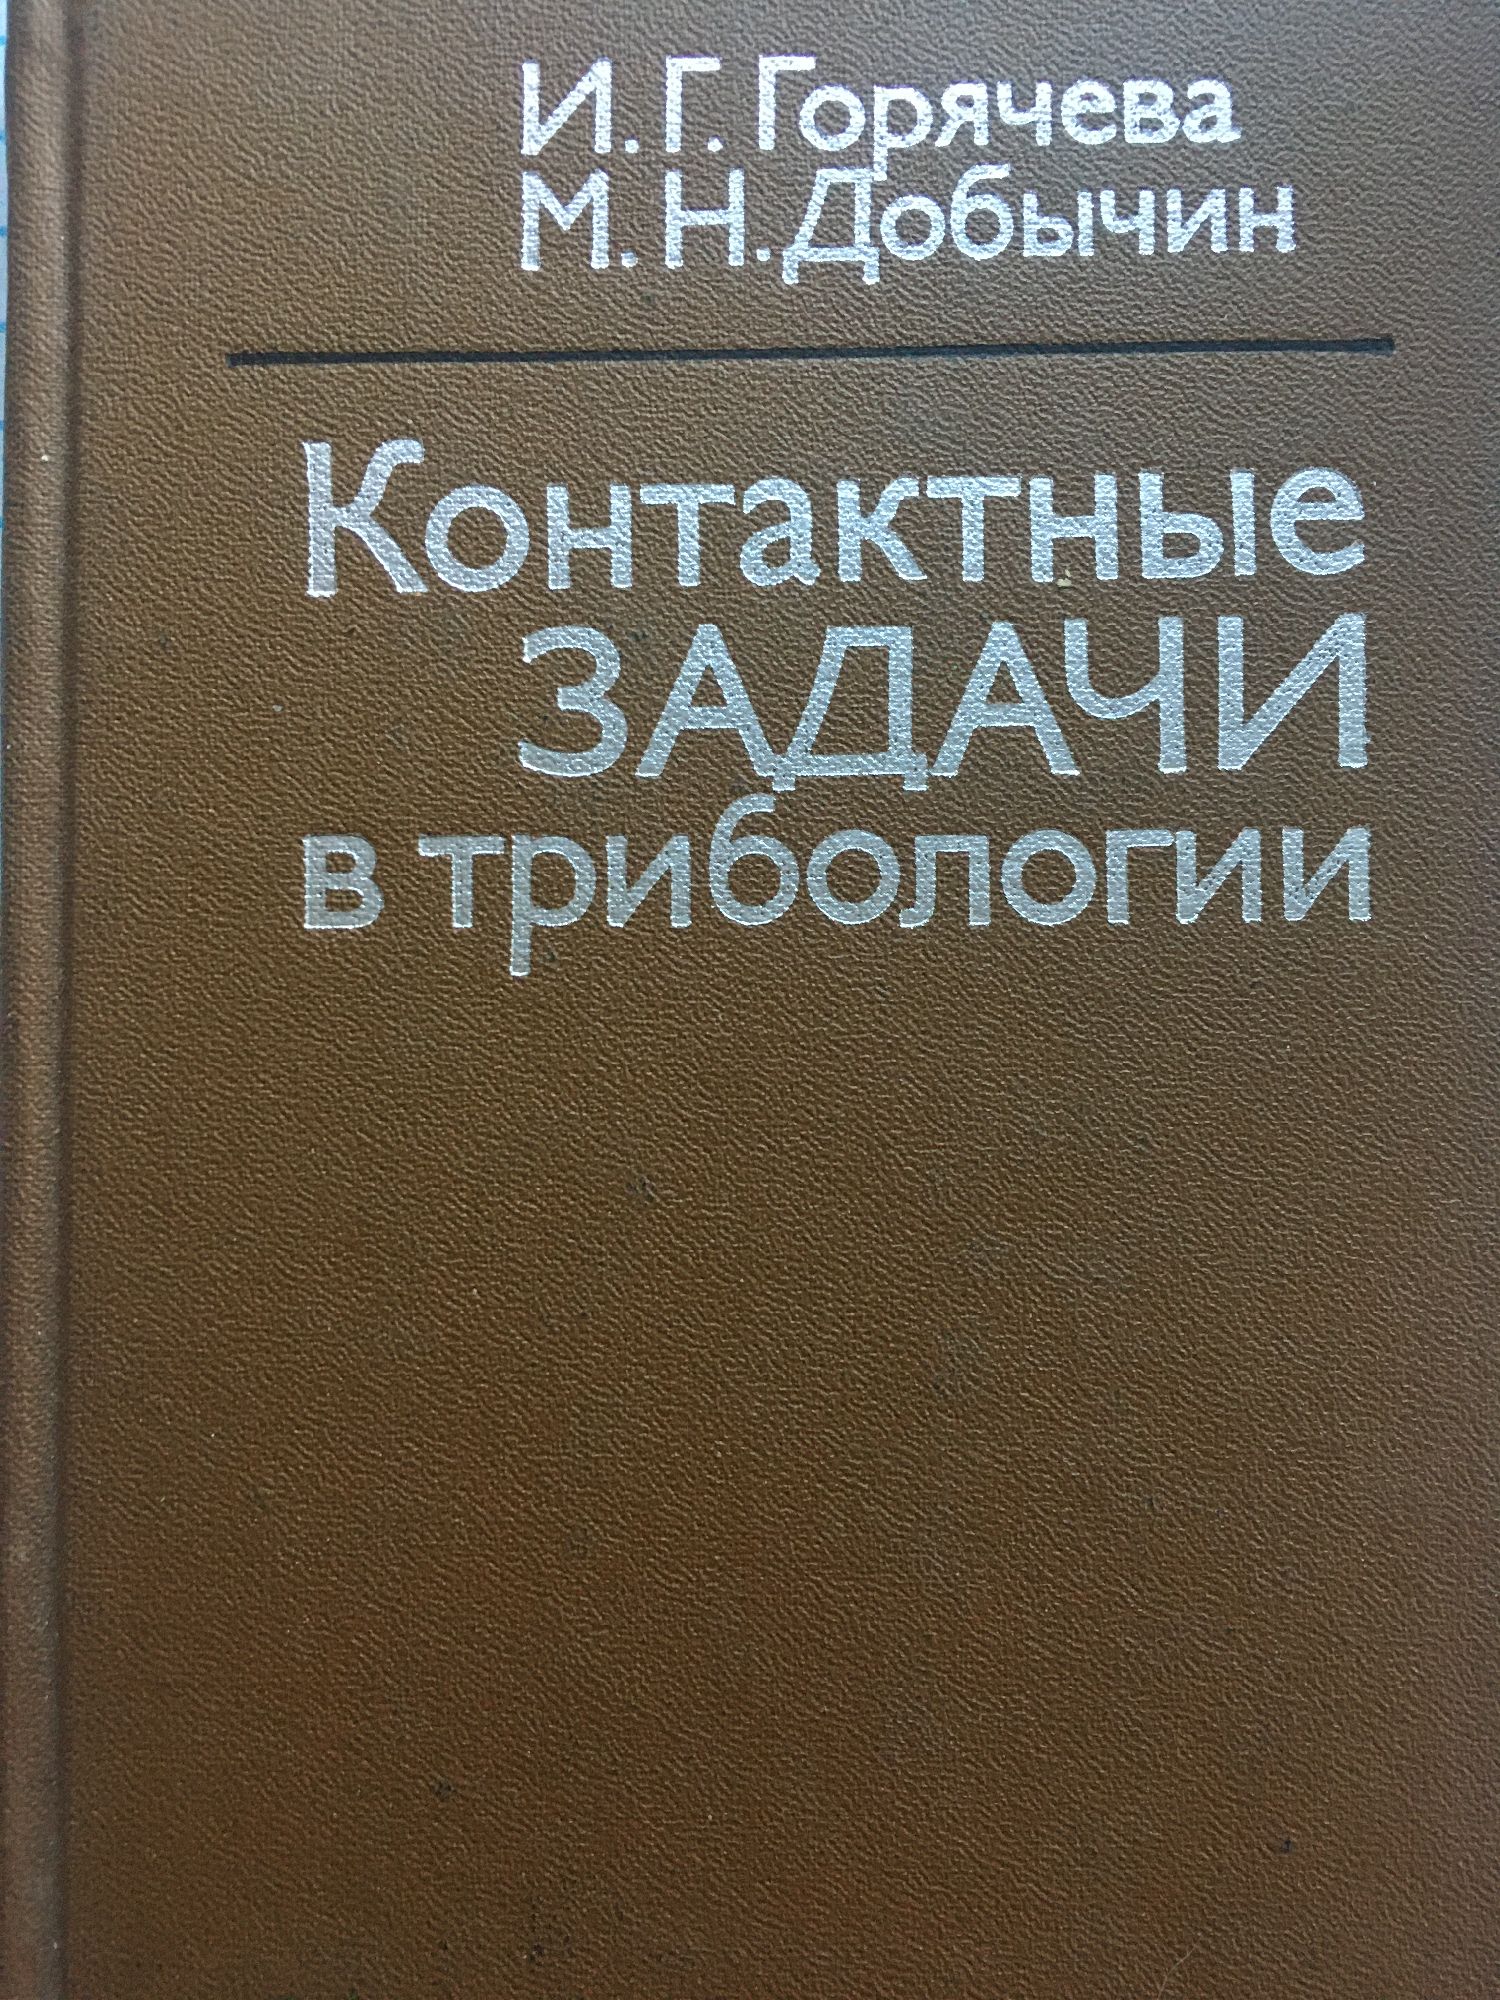 И. Г. Горячева
М. Н. Добычин
Контактные
ЗАДАЧИ
в трибологии